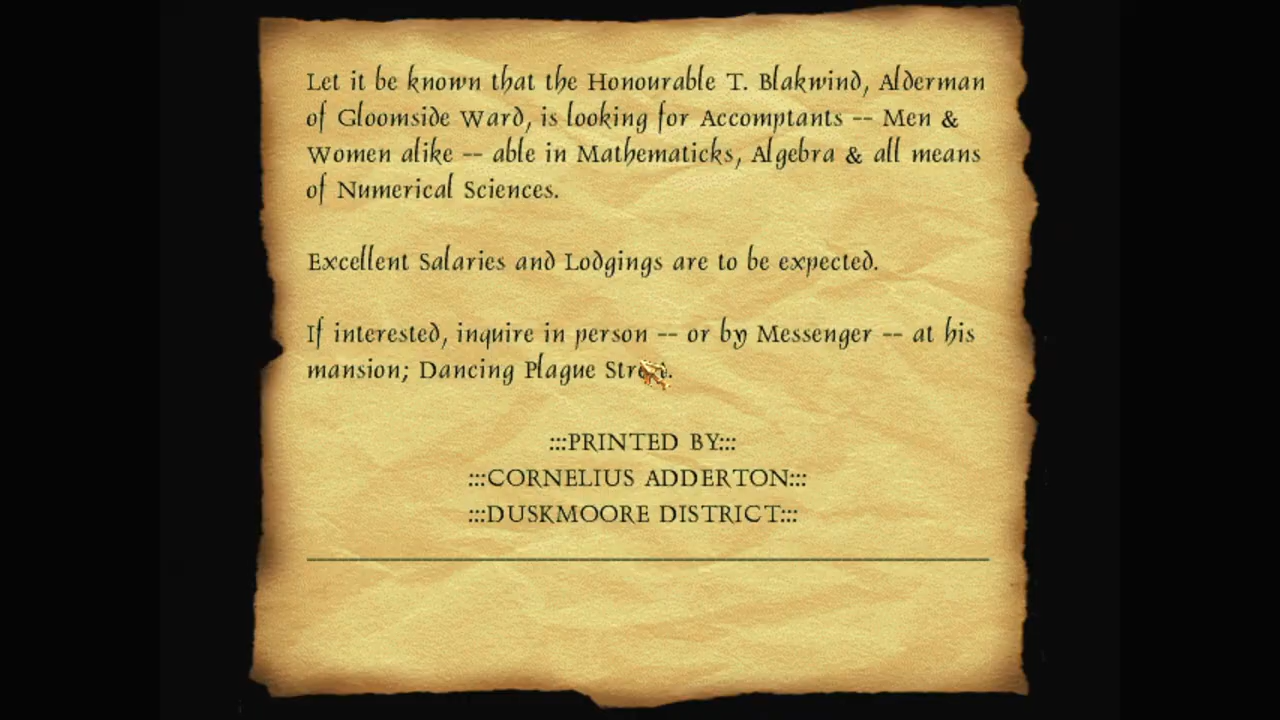 Let it be known that the Honourable T. Blakwind, Alderman
of Gloomside Ward, is looking for Accomptants -- Men &
Women alike -- able in Mathematicks, Algebra & all means
of Numerical Sciences.
Excellent Salaries and Lodgings are to be expected.
If interested, inquire in person -- or by Messenger -- at his
mansion; Dancing Plague
:::PRINTED BY:::
:::CORNELIUS ADDERTON:::
:::DUSKMOORE DISTRICT:::